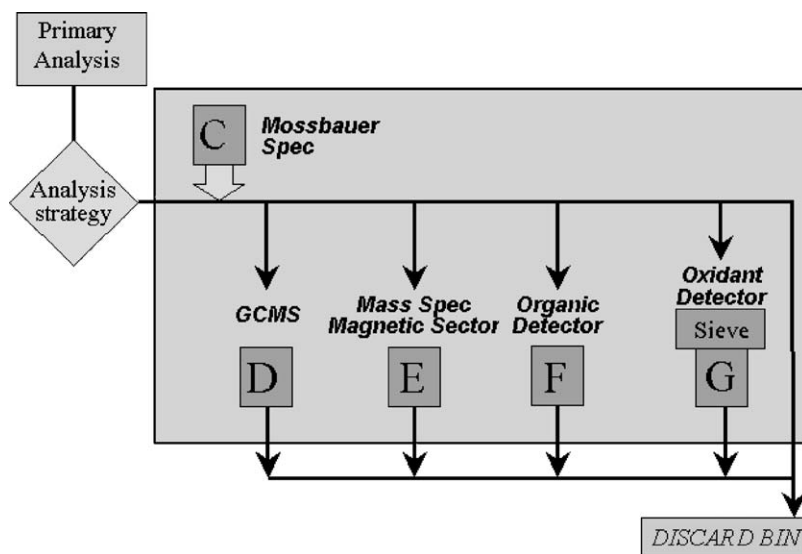 Primary
Analysis
C
Mossbauer
Spec
Analysis
strategy
GCMS
Mass Spec
Magnetic Sector
Organic
Detector
Oxidant
Detector
Sieve
D
E
F
G
DISCARD BIN